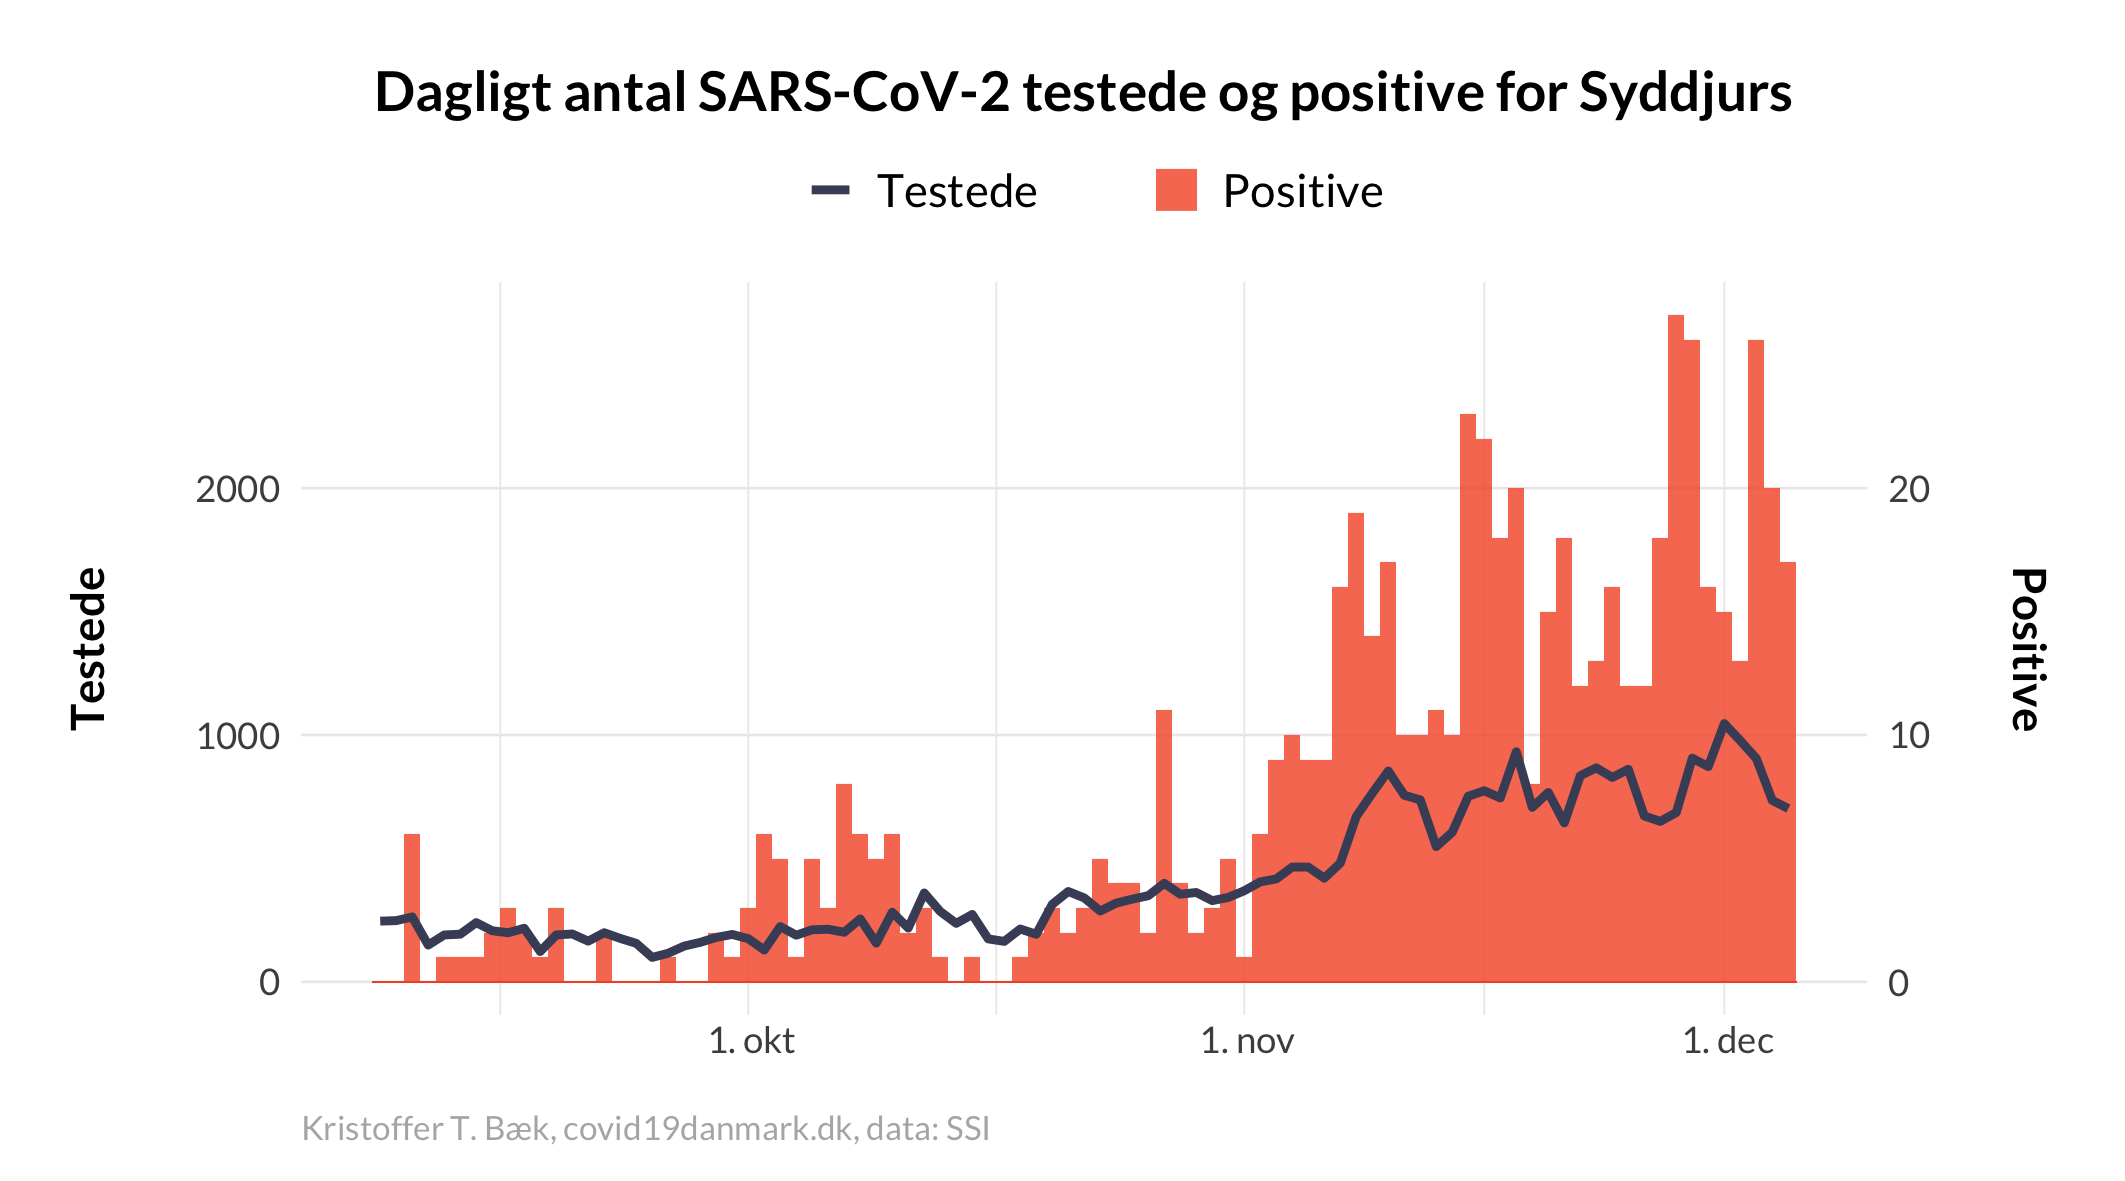 Dagligt antal SARS-CoV-2 testede og positive for Syddjurs
Testede
Positive
2000
1000
0
20
10
0
Testede
Positive
1. okt
1. nov
1. dec
Kristoffer T. Bæk, covid19danmark.dk, data: SSI